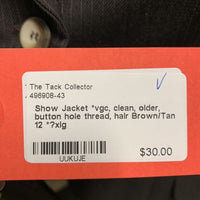 The Tack Collector
496908-43
Show Jacket *vgc, clean, older,
button hole thread, hair Brown/Tan
12 *?xlg
UUKUJE
$30.00